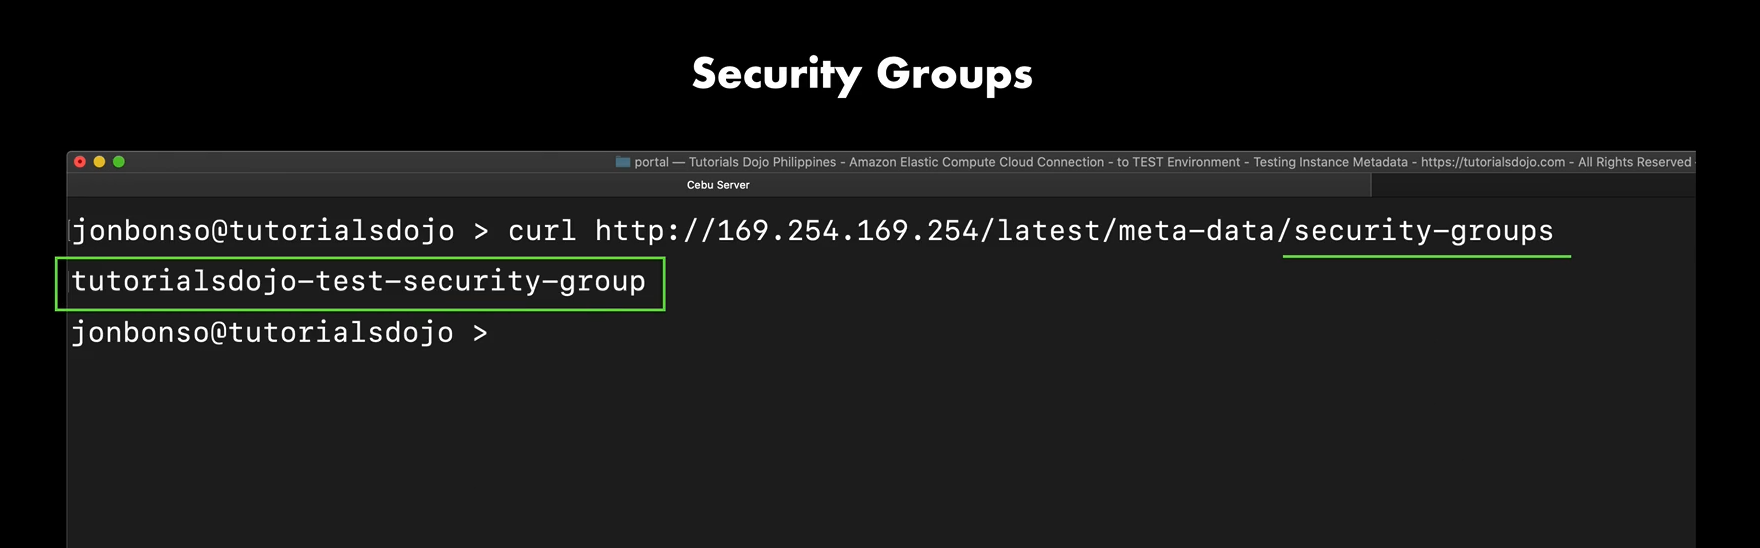 Security Groups
portal — Tutorials Dojo Philippines - Amazon Elastic Compute Cloud Connection - to TEST Environment - Testing Instance Metadata - https://tutorialsdojo.com - All Rights Reserved -
Cebu Server
jonbonso@tutorialsdojo > curl http://169.254.169.254/latest/meta-data/security-groups
tutorialsdojo-test-security-group
jonbonso@tutorialsdojo >